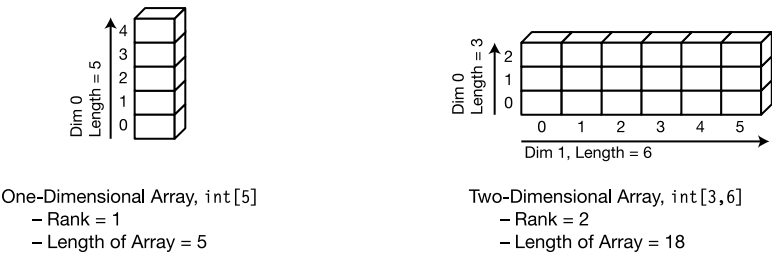 4
3
2
1
0
Dim 0
Length = 5
One-Dimensional Array, int[5]
– Rank = 1
– Length of Array = 5
2
1
0
Dim 0
Length = 3
0 1 2 3 4 5
Dim 1, Length = 6
Two-Dimensional Array, int[3,6]
– Rank = 2
– Length of Array = 18